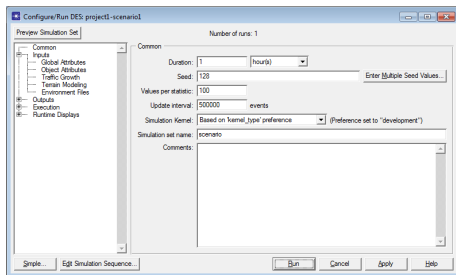 Configure/Run DES: project1-scenario1
Preview Simulation Set
Number of runs: 1
Common
Inputs
Global Attributes
Object Attributes
Traffic Growth
Terrain Modeling
Environment Files
Outputs
Execution
Runtime Displays
Common
Duration: 1 hour(s)
Seed: 128 Enter Multiple Seed Values...
Values per statistic: 100
Update interval: 500000 events
Simulation Kernel: Based on 'kernel_type' preference (Preference set to "development")
Simulation set name: scenario
Comments:
Simple... Edit Simulation Sequence... Run Cancel Apply Help